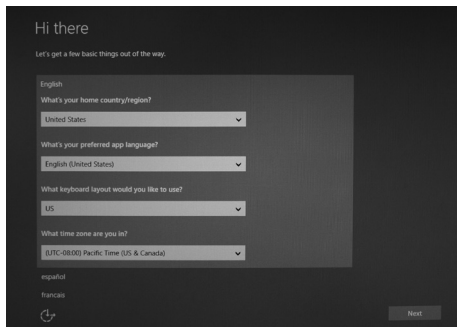 Hi there
Let's get a few basic things out of the way.
English
What's your home country/region?
United States
What's your preferred app language?
English (United States)
What keyboard layout would you like to use?
US
What time zone are you in?
(UTC-08:00) Pacific Time (US & Canada)
español
francais
Next